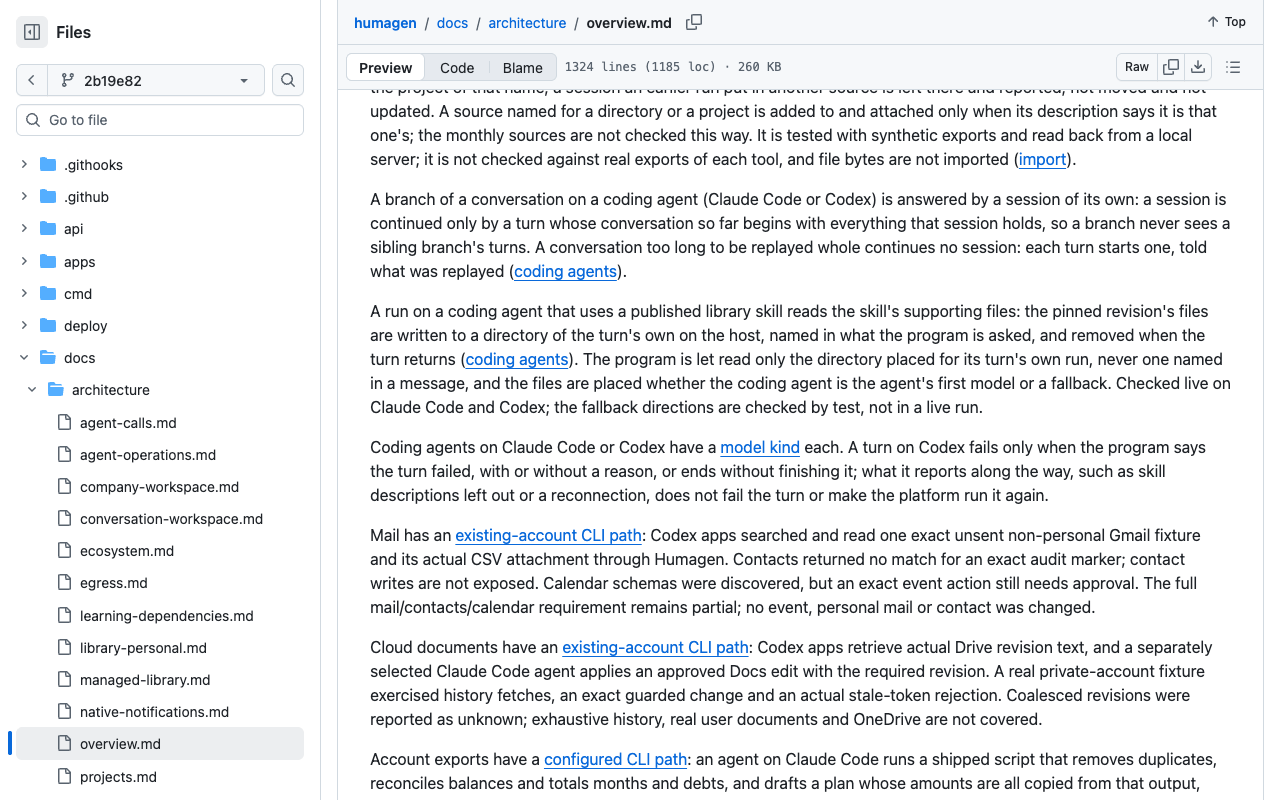 Files
2b19e82
Go to file
.githooks
.github
api
apps
cmd
deploy
docs
architecture
agent-calls.md
agent-operations.md
company-workspace.md
conversation-workspace.md
ecosystem.md
egress.md
learning-dependencies.md
library-personal.md
managed-library.md
native-notifications.md
overview.md
projects.md
humagen / docs / architecture / overview.md
Top
Preview Code Blame 1324 lines (1185 loc) · 260 KB Raw
the project of that name; a session an earlier run put in another source is left there and reported, not moved and not
updated. A source named for a directory or a project is added to and attached only when its description says it is that
one's; the monthly sources are not checked this way. It is tested with synthetic exports and read back from a local
server; it is not checked against real exports of each tool, and file bytes are not imported (import).
A branch of a conversation on a coding agent (Claude Code or Codex) is answered by a session of its own: a session is
continued only by a turn whose conversation so far begins with everything that session holds, so a branch never sees a
sibling branch's turns. A conversation too long to be replayed whole continues no session: each turn starts one, told
what was replayed (coding agents).
A run on a coding agent that uses a published library skill reads the skill's supporting files: the pinned revision's files
are written to a directory of the turn's own on the host, named in what the program is asked, and removed when the
turn returns (coding agents). The program is let read only the directory placed for its turn's own run, never one named
in a message, and the files are placed whether the coding agent is the agent's first model or a fallback. Checked live on
Claude Code and Codex; the fallback directions are checked by test, not in a live run.
Coding agents on Claude Code or Codex have a model kind each. A turn on Codex fails only when the program says
the turn failed, with or without a reason, or ends without finishing it; what it reports along the way, such as skill
descriptions left out or a reconnection, does not fail the turn or make the platform run it again.
Mail has an existing-account CLI path: Codex apps searched and read one exact unsent non-personal Gmail fixture
and its actual CSV attachment through Humagen. Contacts returned no match for an exact audit marker; contact
writes are not exposed. Calendar schemas were discovered, but an exact event action still needs approval. The full
mail/contacts/calendar requirement remains partial; no event, personal mail or contact was changed.
Cloud documents have an existing-account CLI path: Codex apps retrieve actual Drive revision text, and a separately
selected Claude Code agent applies an approved Docs edit with the required revision. A real private-account fixture
exercised history fetches, an exact guarded change and an actual stale-token rejection. Coalesced revisions were
reported as unknown; exhaustive history, real user documents and OneDrive are not covered.
Account exports have a configured CLI path: an agent on Claude Code runs a shipped script that removes duplicates,
reconciles balances and totals months and debts, and drafts a plan whose amounts are all copied from that output,